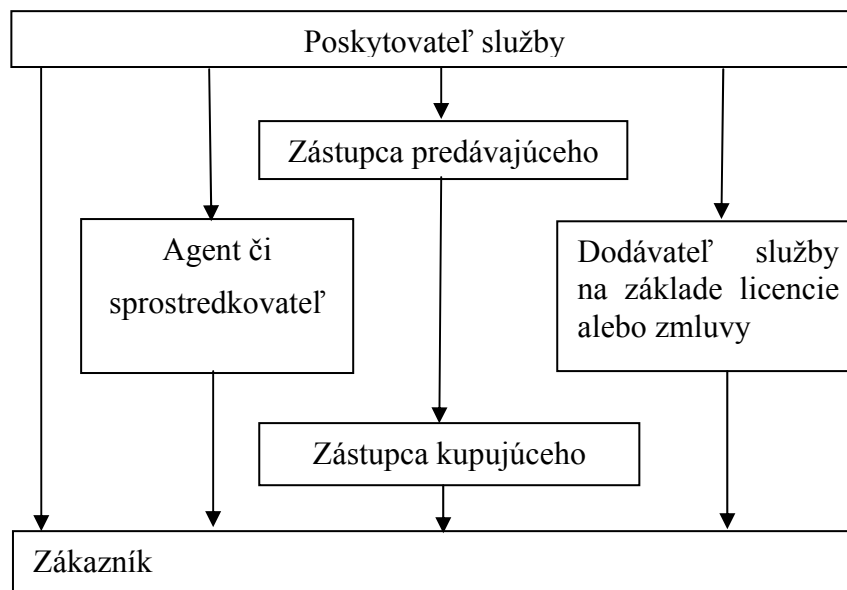 Poskytovateľ služby
Zástupca predávajúceho
Agent či
sprostredkovateľ
Dodávateľ služby
na základe licencie
alebo zmluvy
Zástupca kupujúceho
Zákazník